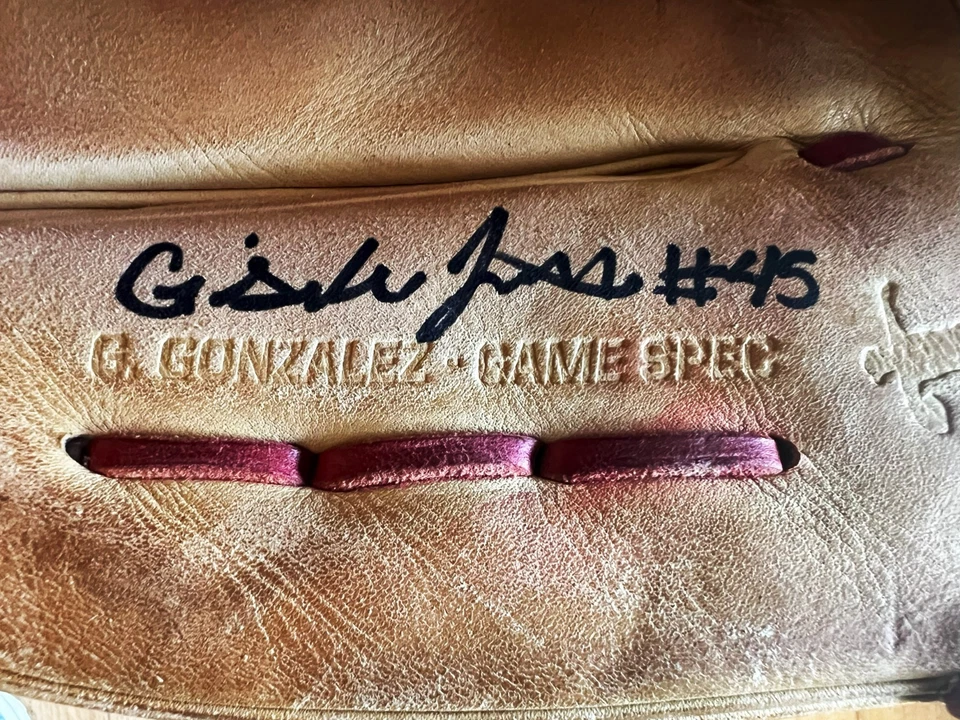 #45
G. GONZALEZ · GAME SPEC